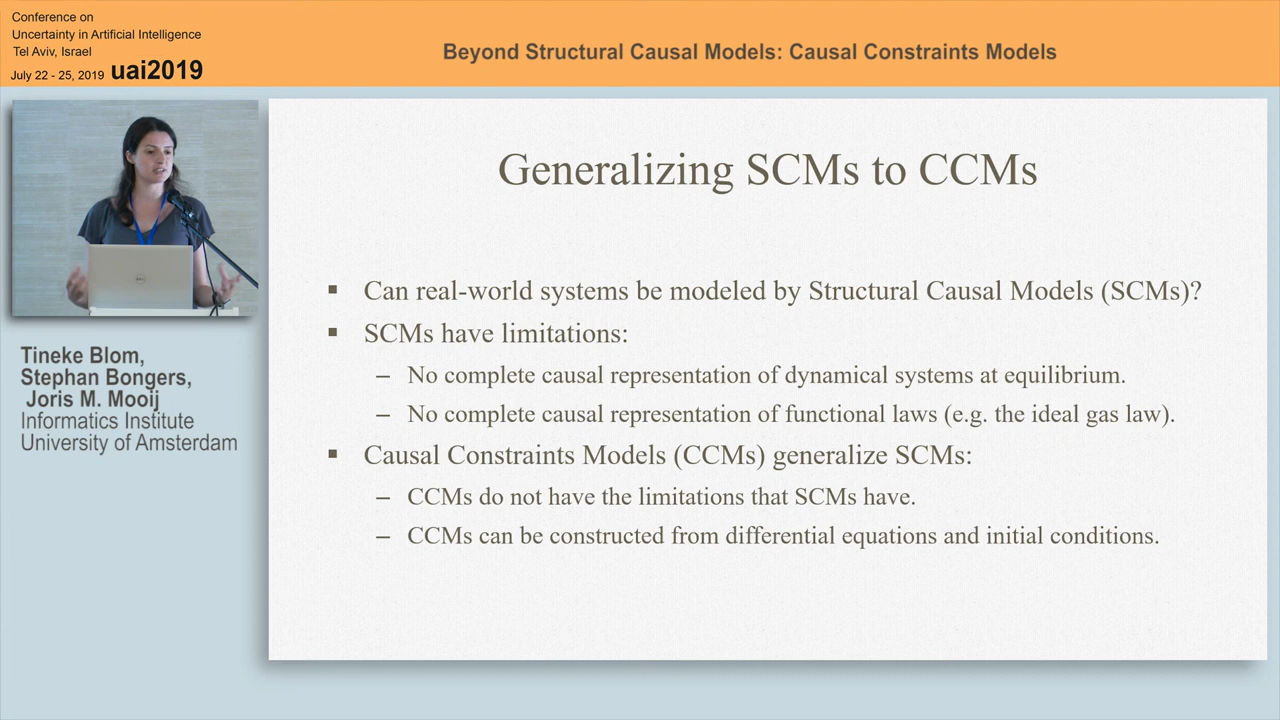 Conference on
Uncertainty in Artificial Intelligence
Tel Aviv, Israel
July 22 - 25, 2019 uai2019
Beyond Structural Causal Models: Causal Constraints Models
Tineke Blom,
Stephan Bongers,
Joris M. Mooij
Informatics Institute
University of Amsterdam
Generalizing SCMs to CCMs
▪ Can real-world systems be modeled by Structural Causal Models (SCMs)?
▪ SCMs have limitations:
– No complete causal representation of dynamical systems at equilibrium.
– No complete causal representation of functional laws (e.g. the ideal gas law).
▪ Causal Constraints Models (CCMs) generalize SCMs:
– CCMs do not have the limitations that SCMs have.
– CCMs can be constructed from differential equations and initial conditions.